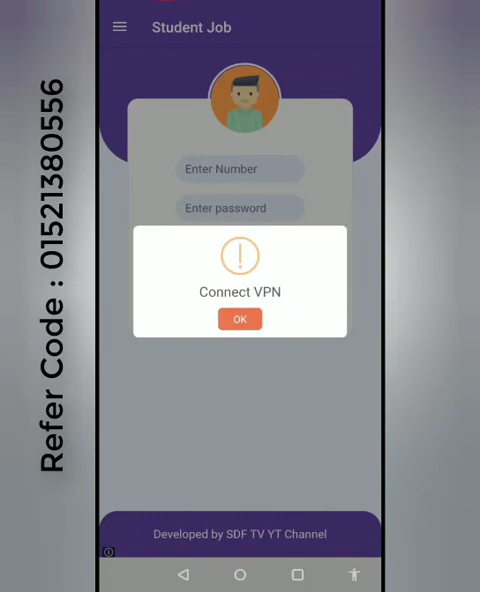 Student Job
Enter Number
Enter password
Connect VPN
OK
Developed by SDF TV YT Channel
Refer Code : 01521380556